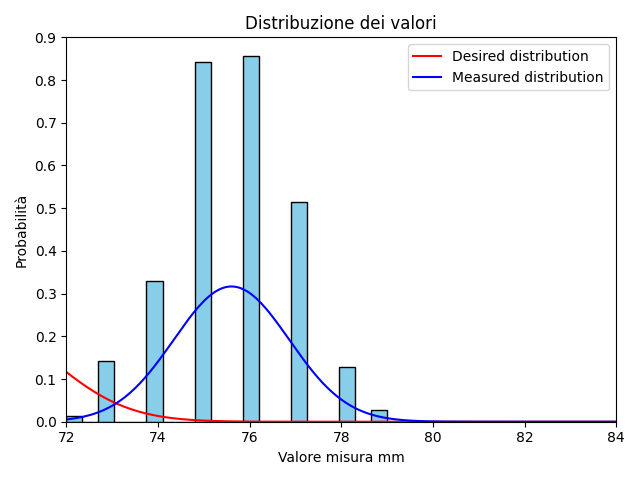 Distribuzione dei valori
Desired distribution
Measured distribution
Probabilità
0.9
0.8
0.7
0.6
0.5
0.4
0.3
0.2
0.1
0.0
72 74 76 78 80 82 84
Valore misura mm